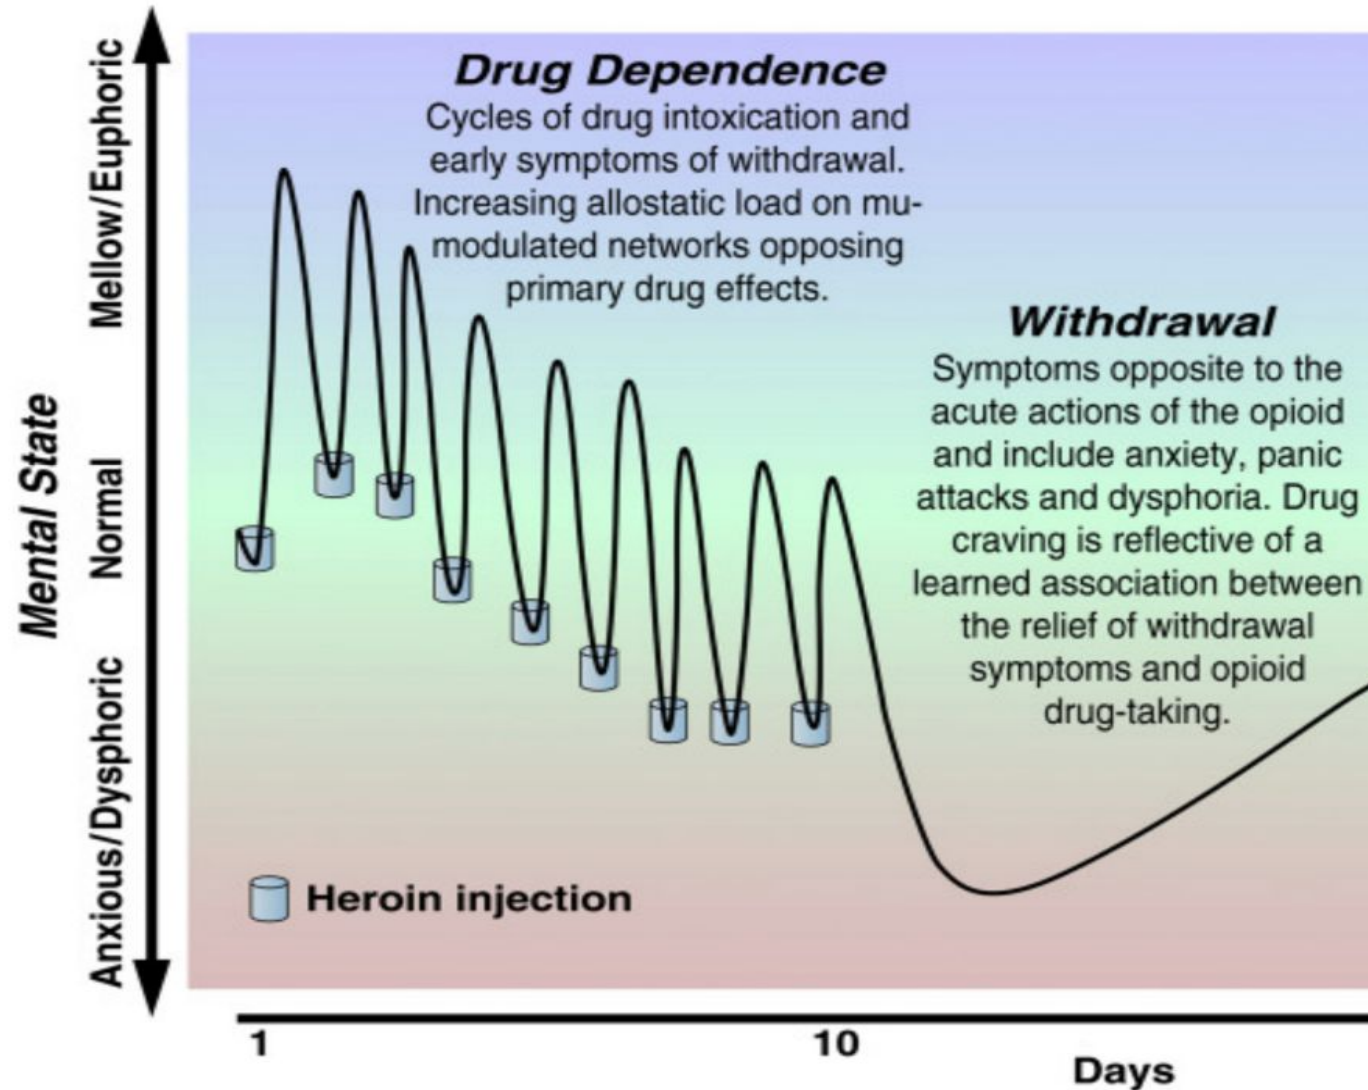 Mellow/Euphoric
Normal
Anxious/Dysphoric
Mental State
Drug Dependence
Cycles of drug intoxication and
early symptoms of withdrawal.
Increasing allostatic load on mu-
modulated networks opposing
primary drug effects.
Withdrawal
Symptoms opposite to the
acute actions of the opioid
and include anxiety, panic
attacks and dysphoria. Drug
craving is reflective of a
learned association between
the relief of withdrawal
symptoms and opioid
drug-taking.
Heroin injection
1
10
Days